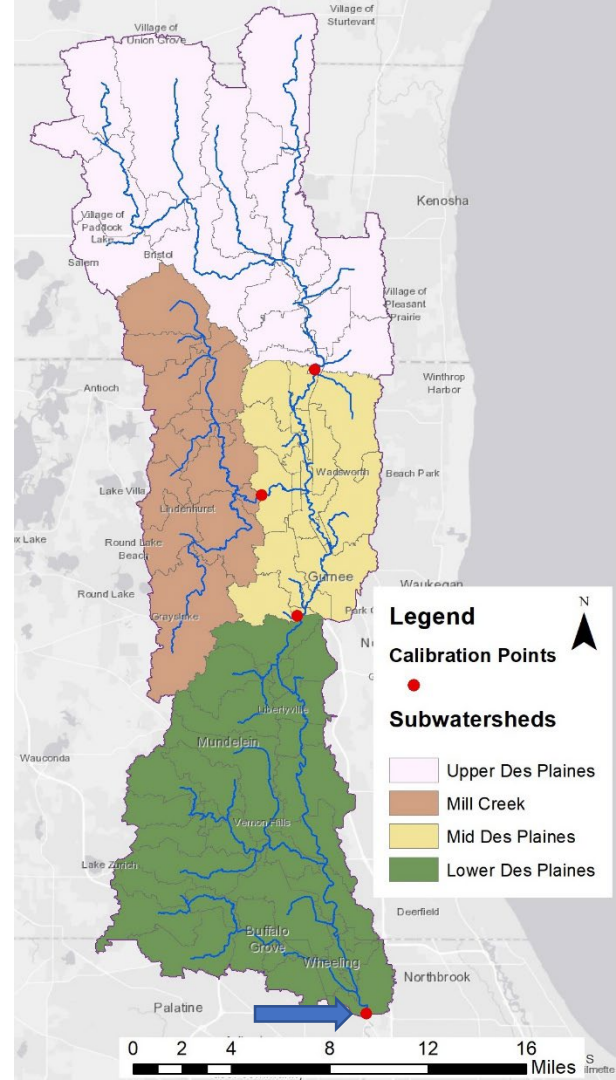 Village of
Sturtevant
Village of
Union Grove
Kenosha
Village of
Paddock
Lake
Bristol
Salem
Village of
Pleasant
Prairie
Antioch
Winthrop
Harbor
Wadsworth
Beach Park
Lake Villa
Lindenhurst
Round Lake
Beach
Gurnee
Waukegan
Round Lake
Grayslake
Park
Libertyville
Mundelein
Wauconda
Vernon Hills
Lake Zurich
Deerfield
Buffalo
Grove
Wheeling
Northbrook
Palatine
N
Legend
Calibration Points
Subwatersheds
Upper Des Plaines
Mill Creek
Mid Des Plaines
Lower Des Plaines
0 2 4 8 12 16
Miles